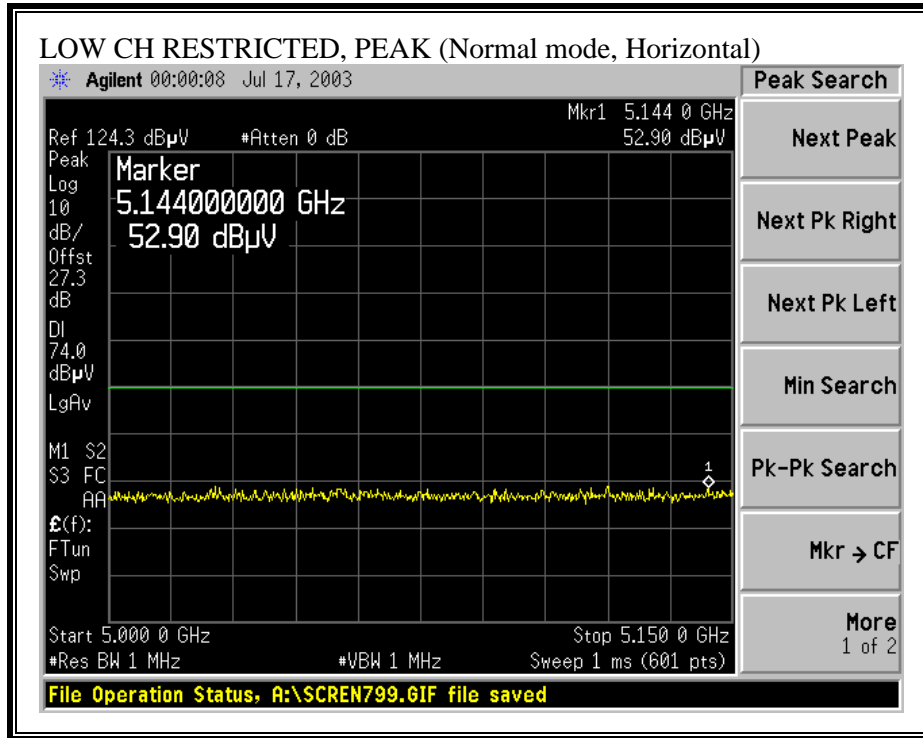 LOW CH RESTRICTED, PEAK (Normal mode, Horizontal)
Agilent 00:00:08 Jul 17, 2003
Peak Search
Mkr1 5.144 0 GHz
Ref 124.3 dBµV #Atten 0 dB 52.90 dBµV
Peak
Log
10
dB/
Offst
27.3
dB
DI
74.0
dBµV
LgAv
M1 S2
S3 FC
AA
£(f):
FTun
Swp
Marker
5.144000000 GHz
52.90 dBµV
1
Start 5.000 0 GHz Stop 5.150 0 GHz
#Res BW 1 MHz #VBW 1 MHz Sweep 1 ms (601 pts)
File Operation Status, A:\SCREN799.GIF file saved
Next Peak
Next Pk Right
Next Pk Left
Min Search
Pk-Pk Search
Mkr → CF
More
1 of 2